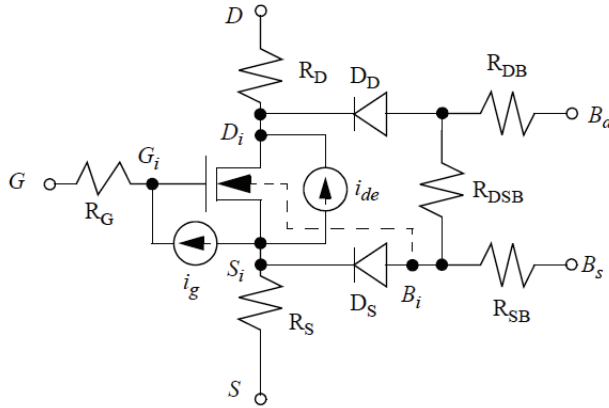 D
R_D
D_D
R_DB
B_d
D_i
G_i
G
R_G
i_de
R_DSB
i_g
S_i
D_S
B_i
B_s
R_S
R_SB
S